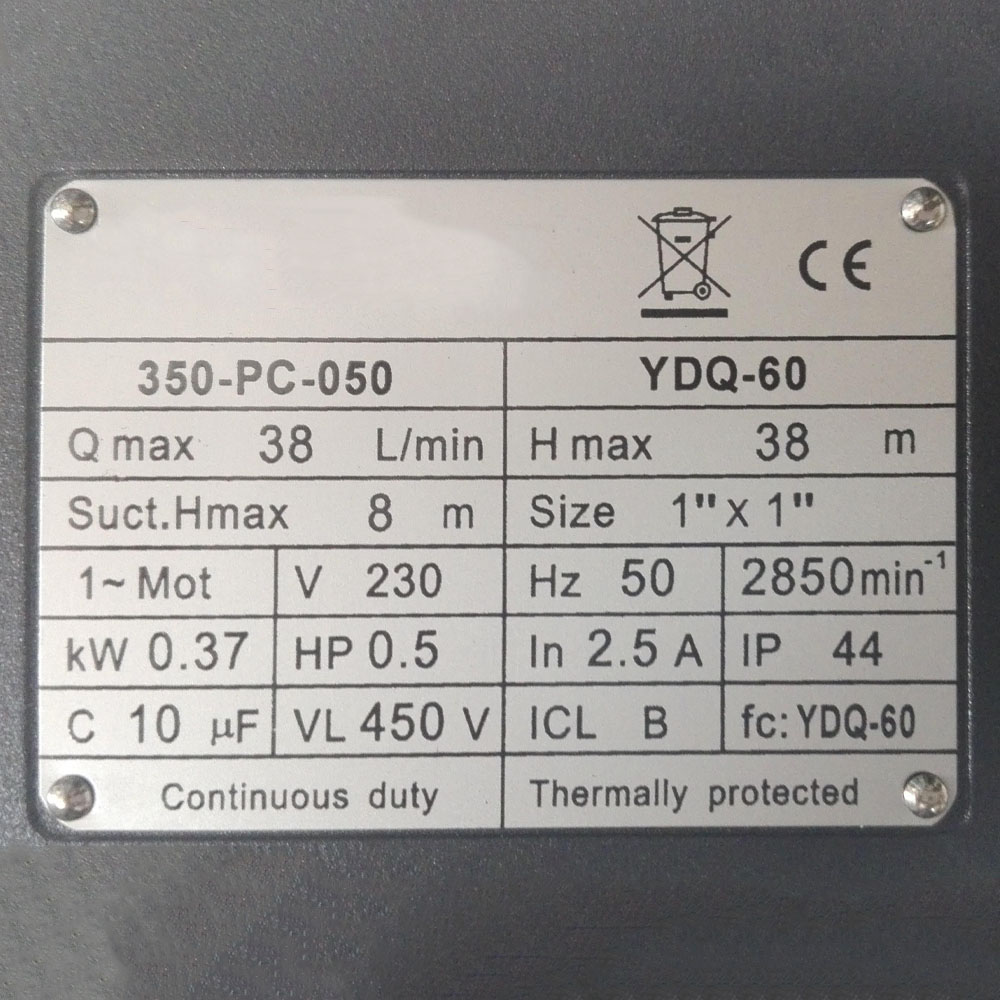 CE
350-PC-050 YDQ-60
Q max 38 L/min H max 38 m
Suct.Hmax 8 m Size 1" x 1"
1~ Mot V 230 Hz 50 2850min⁻¹
kW 0.37 HP 0.5 In 2.5 A IP 44
C 10 µF VL 450 V ICL B fc: YDQ-60
Continuous duty Thermally protected